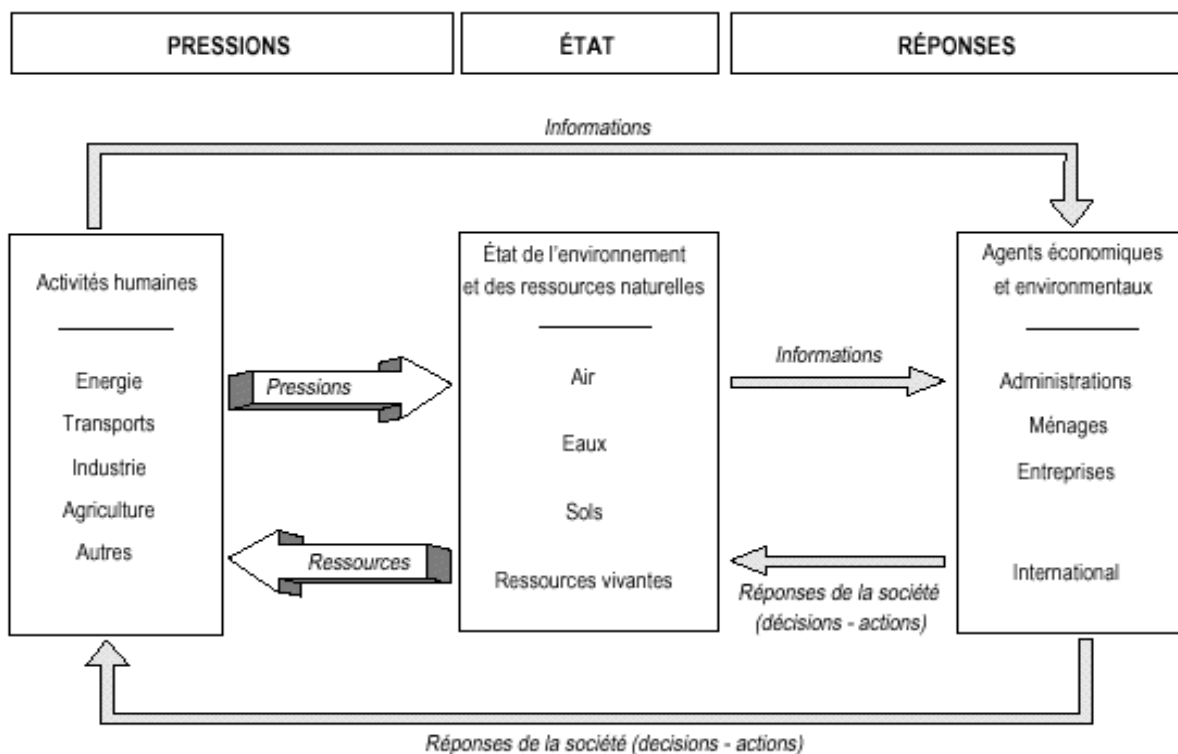 PRESSIONS
ÉTAT
RÉPONSES
Informations
Activités humaines
Energie
Transports
Industrie
Agriculture
Autres
Pressions
Ressources
État de l'environnement
et des ressources naturelles
Air
Eaux
Sols
Ressources vivantes
Informations
Réponses de la société
(décisions - actions)
Agents économiques
et environmentaux
Administrations
Ménages
Entreprises
International
Réponses de la société (decisions - actions)